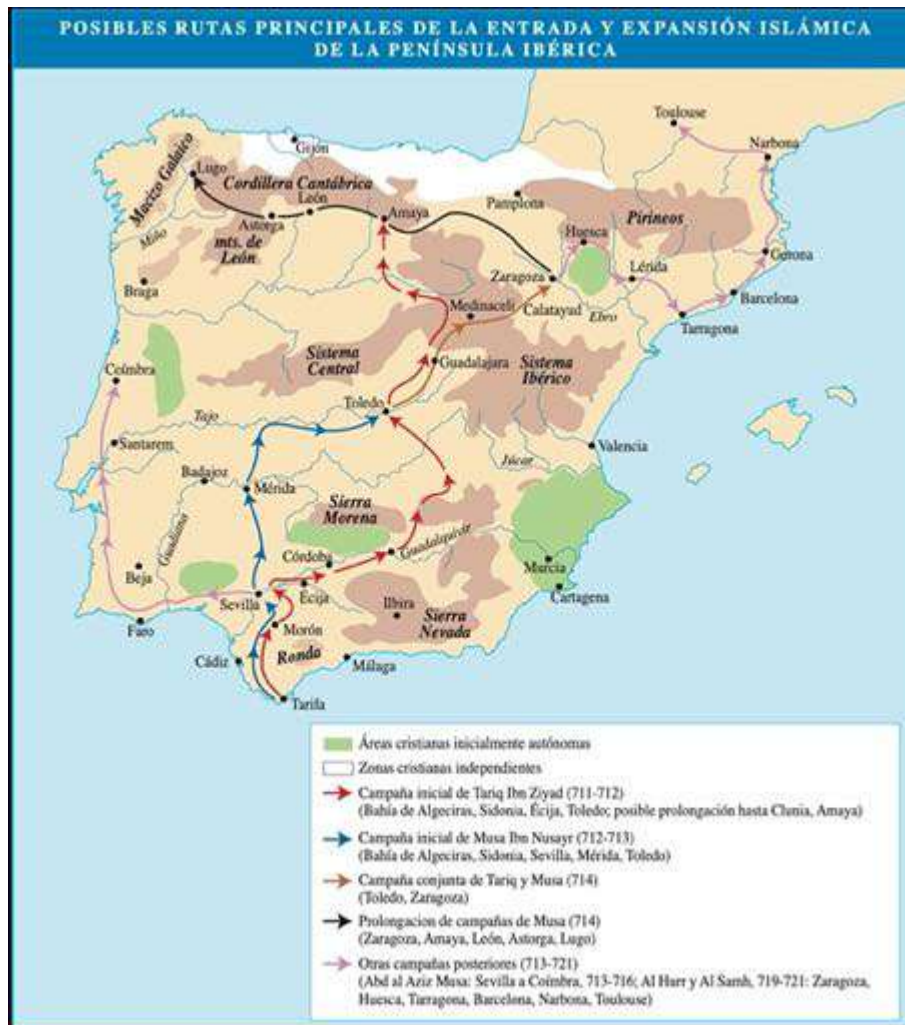 POSIBLES RUTAS PRINCIPALES DE LA ENTRADA Y EXPANSIÓN ISLÁMICA
DE LA PENÍNSULA IBÉRICA
Toulouse
Narbona
Gijón
Macizo Galaico
Lugo
Cordillera Cantábrica
León
Astorga
Amaya
Pamplona
Pirineos
Huesca
Miño
mts. de
León
Gerona
Braga
Zaragoza
Lérida
Barcelona
Medinaceli
Calatayud
Ebro
Tarragona
Sistema
Central
Guadalajara
Sistema
Ibérico
Coímbra
Toledo
Tajo
Santarem
Valencia
Júcar
Badajoz
Mérida
Guadiana
Sierra
Morena
Guadalquivir
Córdoba
Murcia
Beja
Sevilla
Écija
Cartagena
Ilbira
Sierra
Nevada
Faro
Morón
Cádiz
Ronda
Málaga
Tarifa
Áreas cristianas inicialmente autónomas
Zonas cristianas independientes
Campaña inicial de Tariq Ibn Ziyad (711-712)
(Bahía de Algeciras, Sidonia, Écija, Toledo; posible prolongación hasta Clunia, Amaya)
Campaña inicial de Musa Ibn Nusayr (712-713)
(Bahía de Algeciras, Sidonia, Sevilla, Mérida, Toledo)
Campaña conjunta de Tariq y Musa (714)
(Toledo, Zaragoza)
Prolongacion de campañas de Musa (714)
(Zaragoza, Amaya, León, Astorga, Lugo)
Otras campañas posteriores (713-721)
(Abd al Aziz Musa: Sevilla a Coímbra, 713-716; Al Hurr y Al Samh, 719-721: Zaragoza,
Huesca, Tarragona, Barcelona, Narbona, Toulouse)